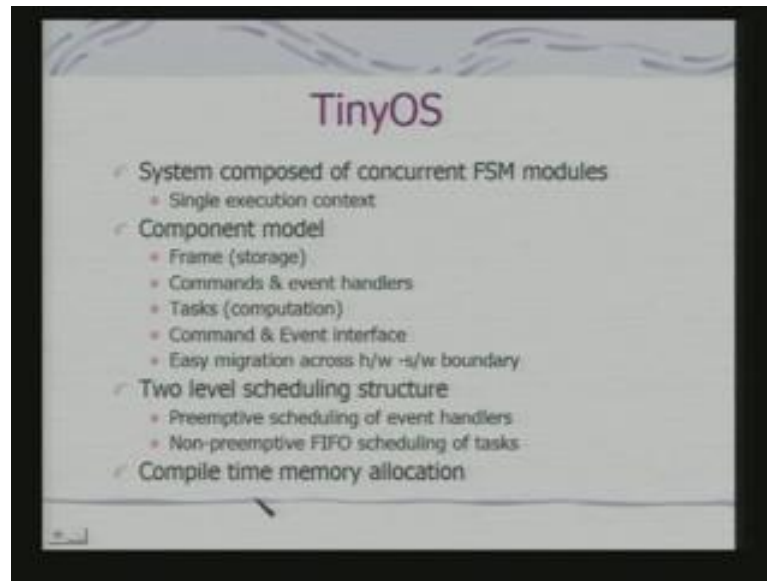 TinyOS
System composed of concurrent FSM modules
Single execution context
Component model
Frame (storage)
Commands & event handlers
Tasks (computation)
Command & Event interface
Easy migration across h/w -s/w boundary
Two level scheduling structure
Preemptive scheduling of event handlers
Non-preemptive FIFO scheduling of tasks
Compile time memory allocation